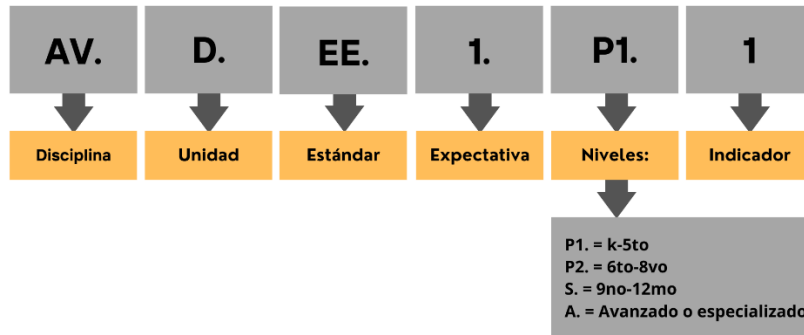 AV. D. EE. 1. P1. 1
Disciplina Unidad Estándar Expectativa Niveles: Indicador
P1. = k-5to
P2. = 6to-8vo
S. = 9no-12mo
A. = Avanzado o especializado